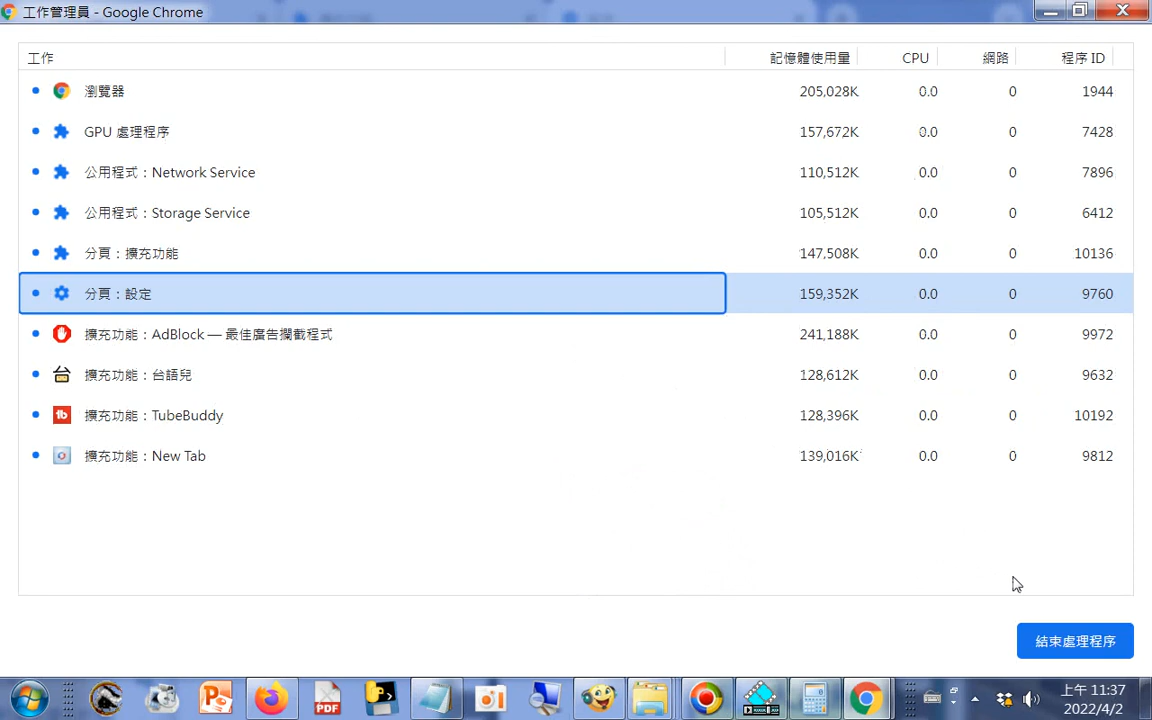 工作管理員 - Google Chrome
工作 記憶體使用量 CPU 網路 程序 ID
瀏覽器 205,028K 0.0 0 1944
GPU 處理程序 157,672K 0.0 0 7428
公用程式：Network Service 110,512K 0.0 0 7896
公用程式：Storage Service 105,512K 0.0 0 6412
分頁：擴充功能 147,508K 0.0 0 10136
分頁：設定 159,352K 0.0 0 9760
擴充功能：AdBlock — 最佳廣告攔截程式 241,188K 0.0 0 9972
台 擴充功能：台語兒 128,612K 0.0 0 9632
tb 擴充功能：TubeBuddy 128,396K 0.0 0 10192
擴充功能：New Tab 139,016K 0.0 0 9812
結束處理程序
PDF
上午 11:37
2022/4/2